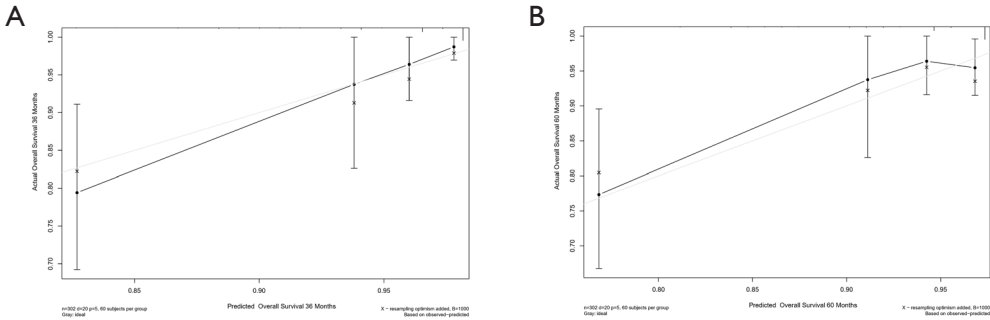 A
1.00
0.95
0.90
0.85
0.80
0.75
0.70
Actual Overall Survival 36 Months
0.85 0.90 0.95
Predicted Overall Survival 36 Months
n=302 d=20 p=5, 60 subjects per group
Gray: ideal
X − resampling optimism added, B=1000
Based on observed−predicted
B
1.00
0.95
0.90
0.85
0.80
0.75
0.70
Actual Overall Survival 60 Months
0.80 0.85 0.90 0.95
Predicted Overall Survival 60 Months
n=302 d=20 p=5, 60 subjects per group
Gray: ideal
X − resampling optimism added, B=1000
Based on observed−predicted